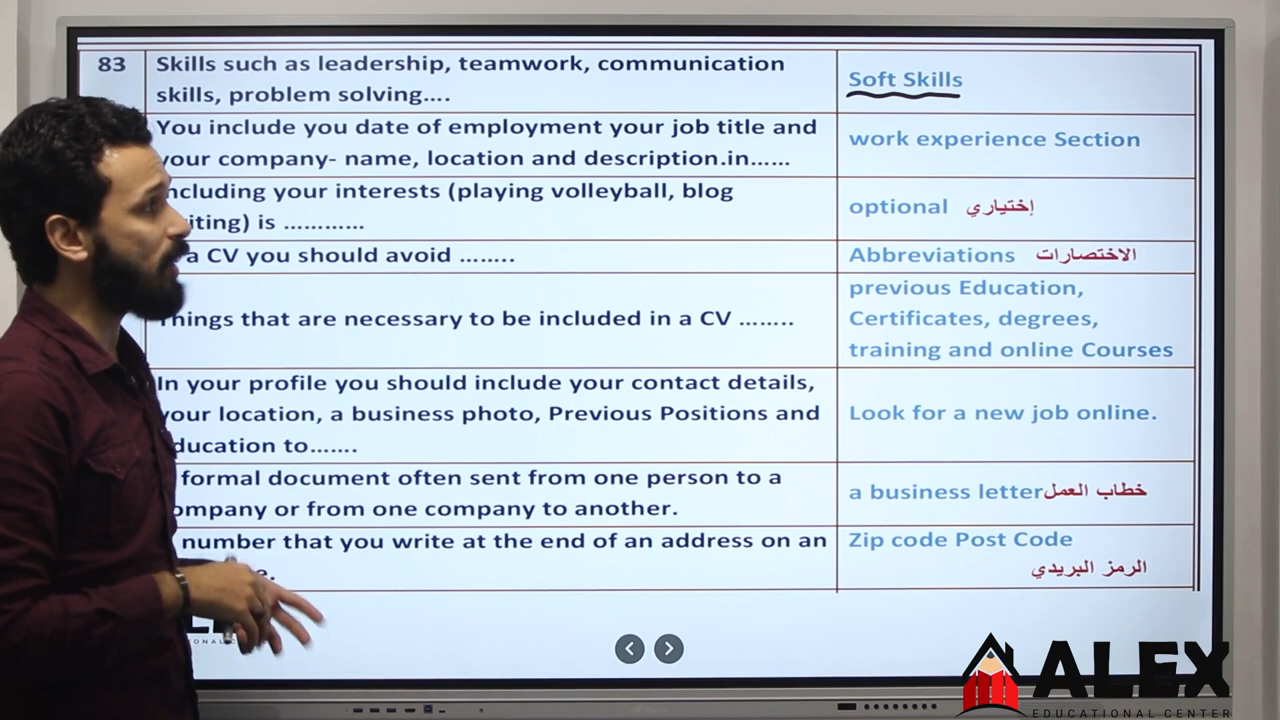 83
Skills such as leadership, teamwork, communication
skills, problem solving....
Soft Skills
You include you date of employment your job title and
your company- name, location and description.in......
work experience Section
including your interests (playing volleyball, blog
is .............
optional إختياري
a CV you should avoid ........
Abbreviations الاختصارات
Things that are necessary to be included in a CV ........
previous Education,
Certificates, degrees,
training and online Courses
In your profile you should include your contact details,
your location, a business photo, Previous Positions and
education to.......
Look for a new job online.
formal document often sent from one person to a
company or from one company to another.
a business letter خطاب العمل
number that you write at the end of an address on an
Zip code Post Code
الرمز البريدي
ALEX
EDUCATIONAL CENTER